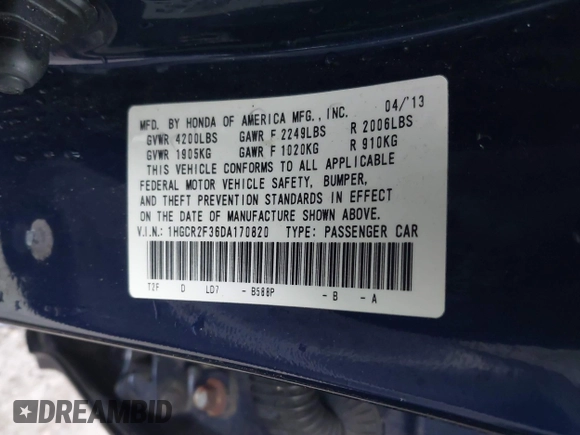 MFD. BY HONDA OF AMERICA MFG., INC. 04/'13
GVWR 4200LBS GAWR F 2249LBS R 2006LBS
GVWR 1905KG GAWR F 1020KG R 910KG
THIS VEHICLE CONFORMS TO ALL APPLICABLE
FEDERAL MOTOR VEHICLE SAFETY, BUMPER,
AND THEFT PREVENTION STANDARDS IN EFFECT
ON THE DATE OF MANUFACTURE SHOWN ABOVE.
V.I.N.: 1HGCR2F36DA170820 TYPE: PASSENGER CAR
T2F D LD7 - B588P - B - A
DREAMBID